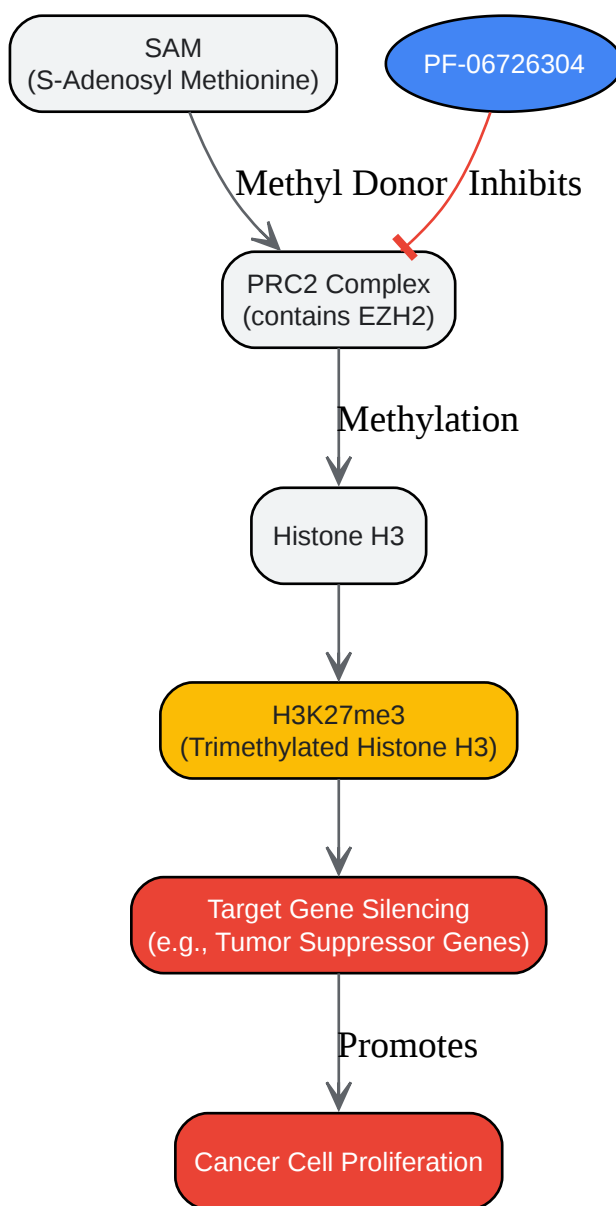 SAM
(S-Adenosyl Methionine)
PF-06726304
Methyl Donor
Inhibits
PRC2 Complex
(contains EZH2)
Methylation
Histone H3
H3K27me3
(Trimethylated Histone H3)
Target Gene Silencing
(e.g., Tumor Suppressor Genes)
Promotes
Cancer Cell Proliferation